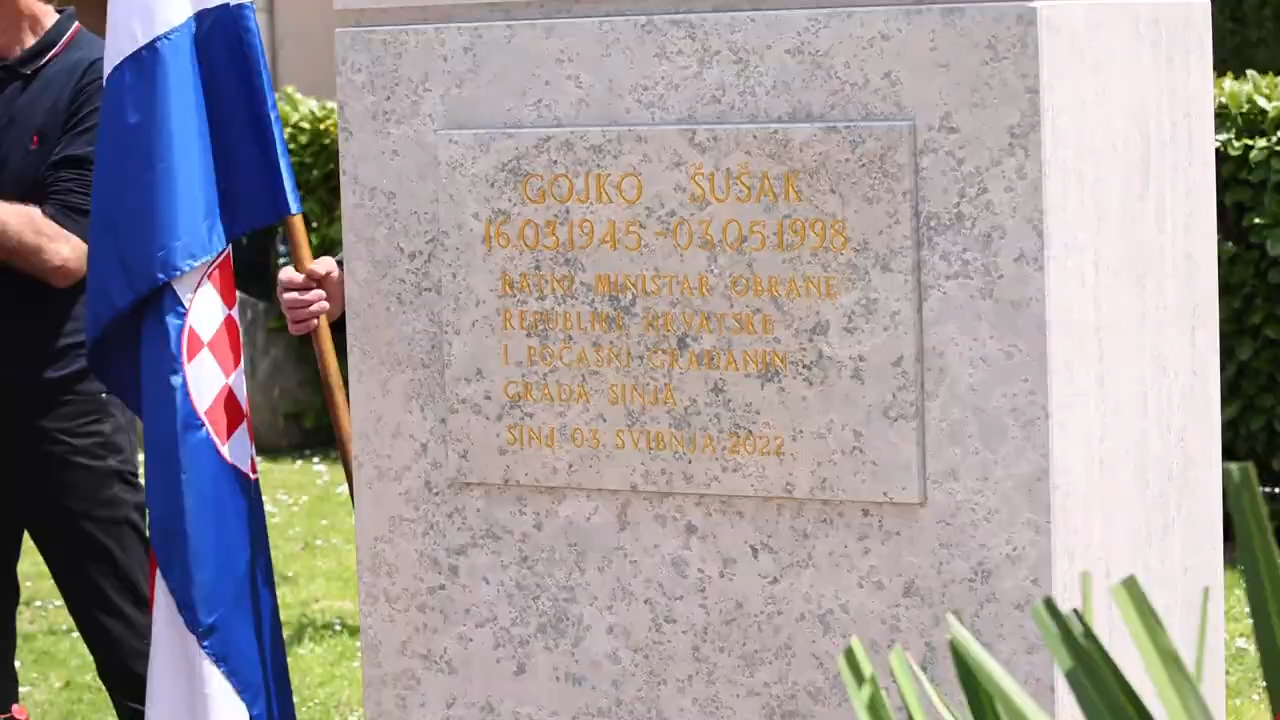 GOJKO ŠUŠAK
16.03.1945-03.05.1998
RATNI MINISTAR OBRANE
REPUBLIKE HRVATSKE
I POČASNI GRAĐANIN
GRADA SINJA
SINJ, 03. SVIBNJA 2022.